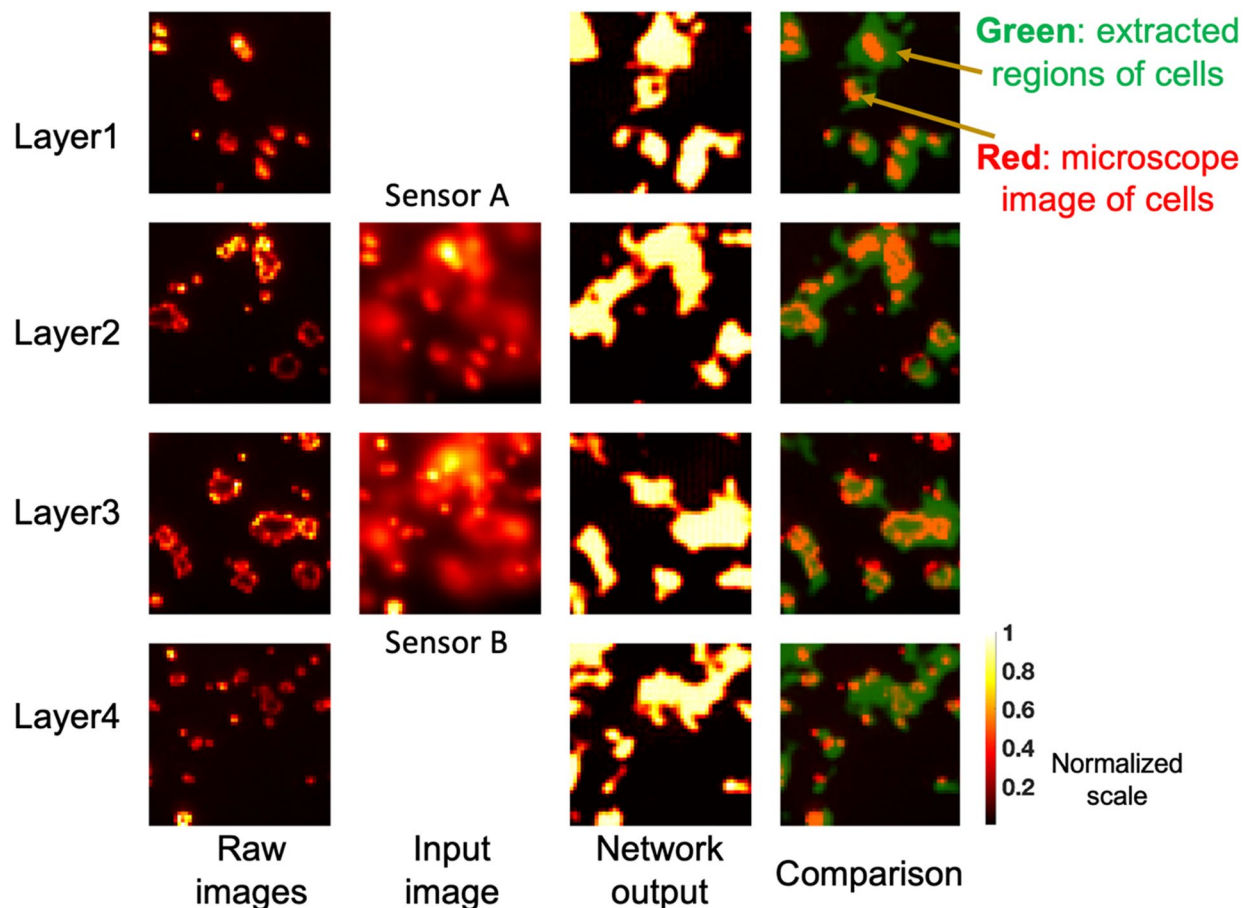 Green: extracted
regions of cells
Layer1
Red: microscope
image of cells
Sensor A
Layer2
Layer3
Sensor B
Layer4
1
0.8
0.6
0.4
0.2
Normalized
scale
Raw
images
Input
image
Network
output
Comparison